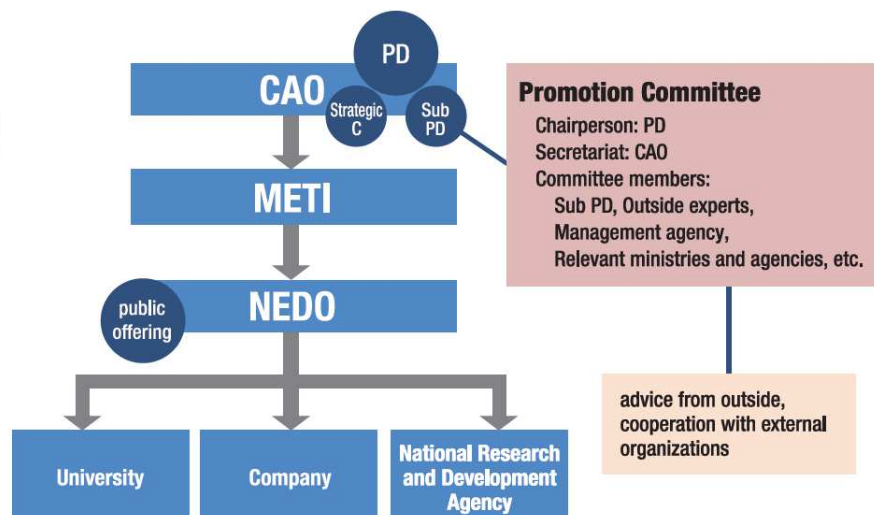 PD
CAO
Strategic
C
Sub
PD
METI
public
offering
NEDO
University
Company
National Research
and Development
Agency
Promotion Committee
Chairperson: PD
Secretariat: CAO
Committee members:
Sub PD, Outside experts,
Management agency,
Relevant ministries and agencies, etc.
advice from outside,
cooperation with external
organizations